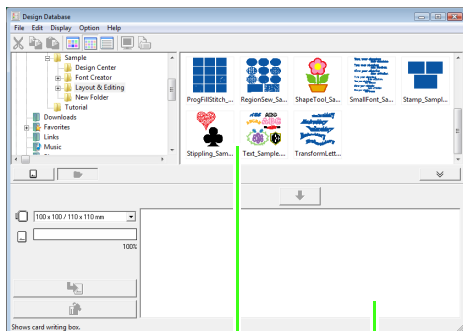 Design Database
File Edit Display Option Help
Sample
Design Center
Font Creator
Layout & Editing
New Folder
Tutorial
Downloads
Favorites
Links
Music
ProgFillStitch_... RegionSew_Sa... ShapeTool_Sa... SmallFont_Sa... Stamp_Sampl...
Stippling_Sam... Text_Sample.... TransformLett...
100 x 100 / 110 x 110 mm
100%
Shows card writing box.